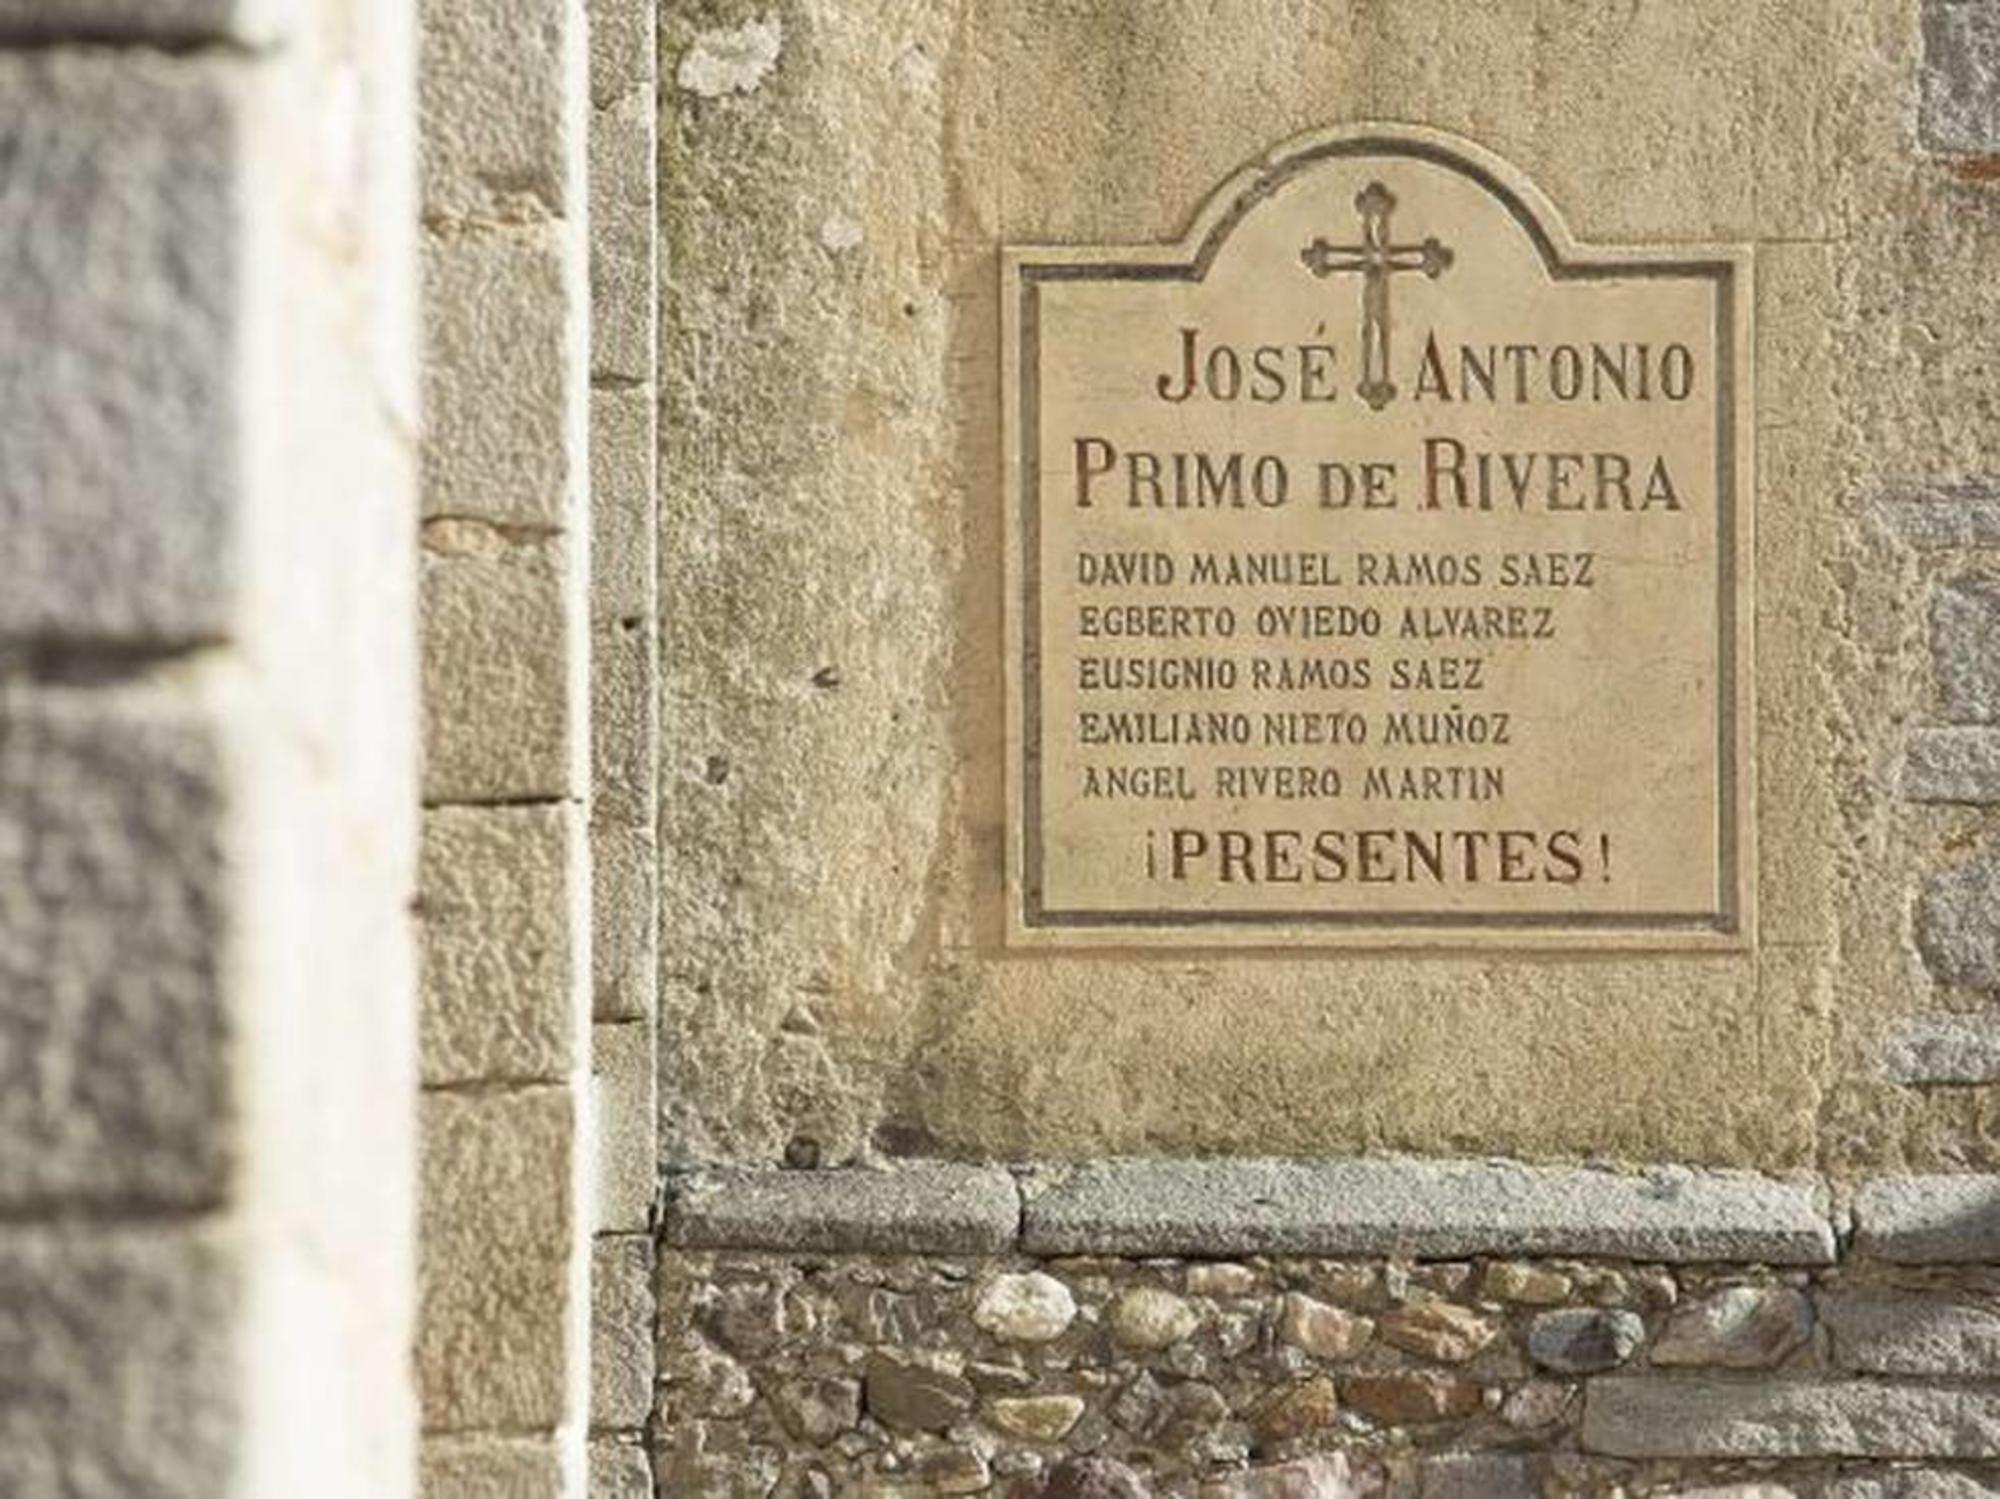 JOSÉ ANTONIO
PRIMO DE RIVERA
DAVID MANUEL RAMOS SAEZ
EGBERTO OVIEDO ALVAREZ
EUSIGNIO RAMOS SAEZ
EMILIANO NIETO MUÑOZ
ANGEL RIVERO MARTIN
¡PRESENTES!